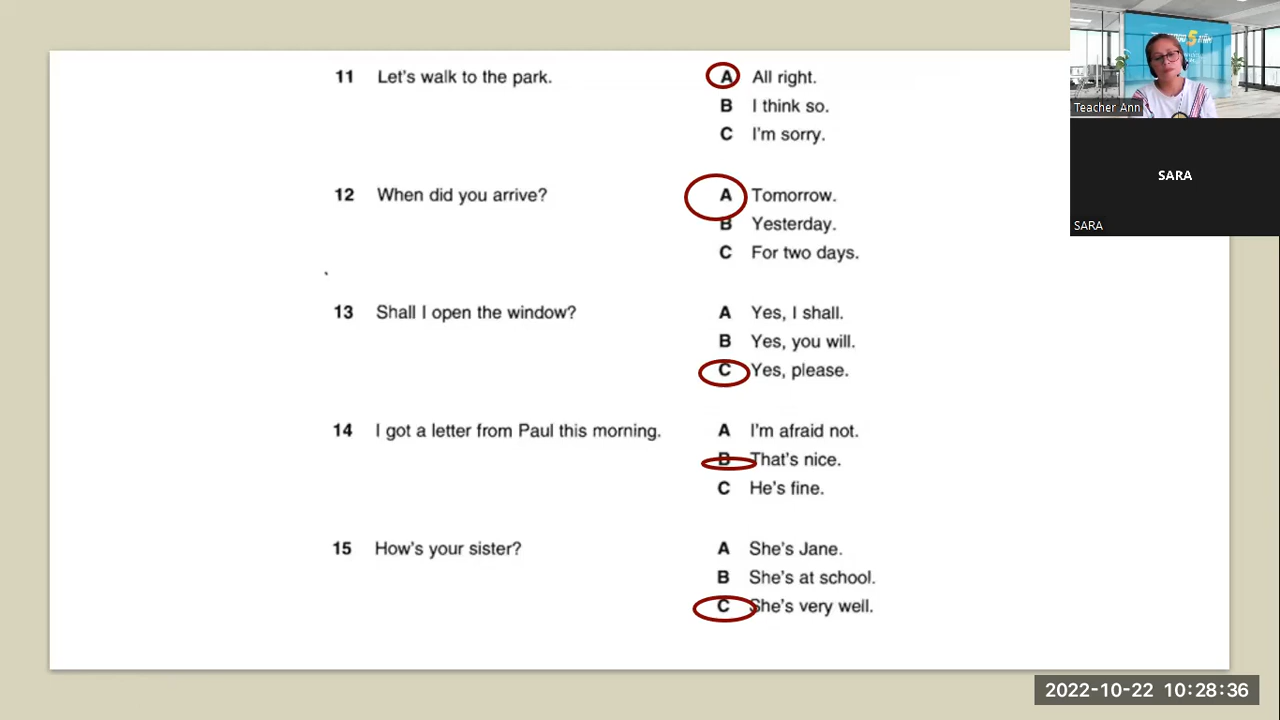 11 Let's walk to the park. A All right.
B I think so.
C I'm sorry.
12 When did you arrive? A Tomorrow.
B Yesterday.
C For two days.
13 Shall I open the window? A Yes, I shall.
B Yes, you will.
C Yes, please.
14 I got a letter from Paul this morning. A I'm afraid not.
B That's nice.
C He's fine.
15 How's your sister? A She's Jane.
B She's at school.
C She's very well.
Teacher Ann
SARA
SARA
2022-10-22 10:28:36